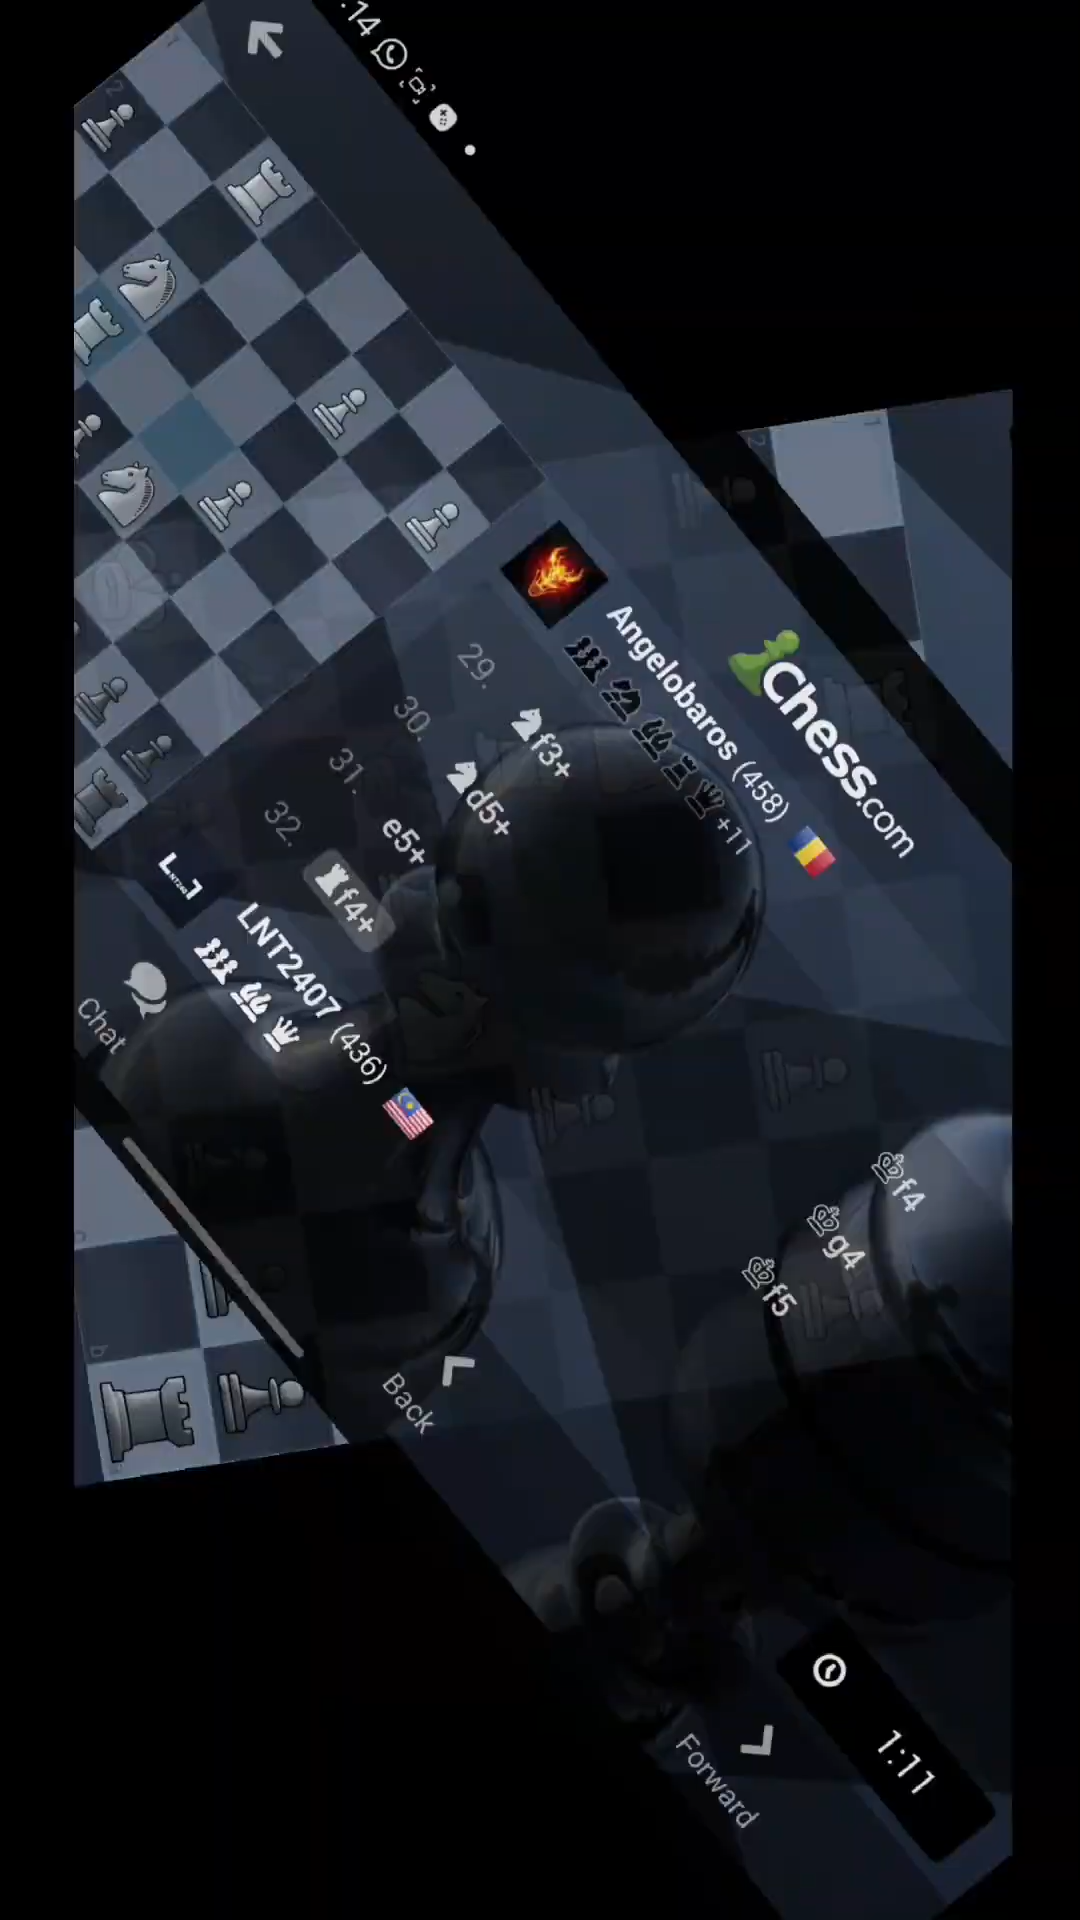 .14
Chess.com
Angelobaros (458)
+11
29. f3+ f4
30. d5+ g4
31. e5+ f5
32. f4+
LNT2407 (436)
1:11
Chat
Back
Forward